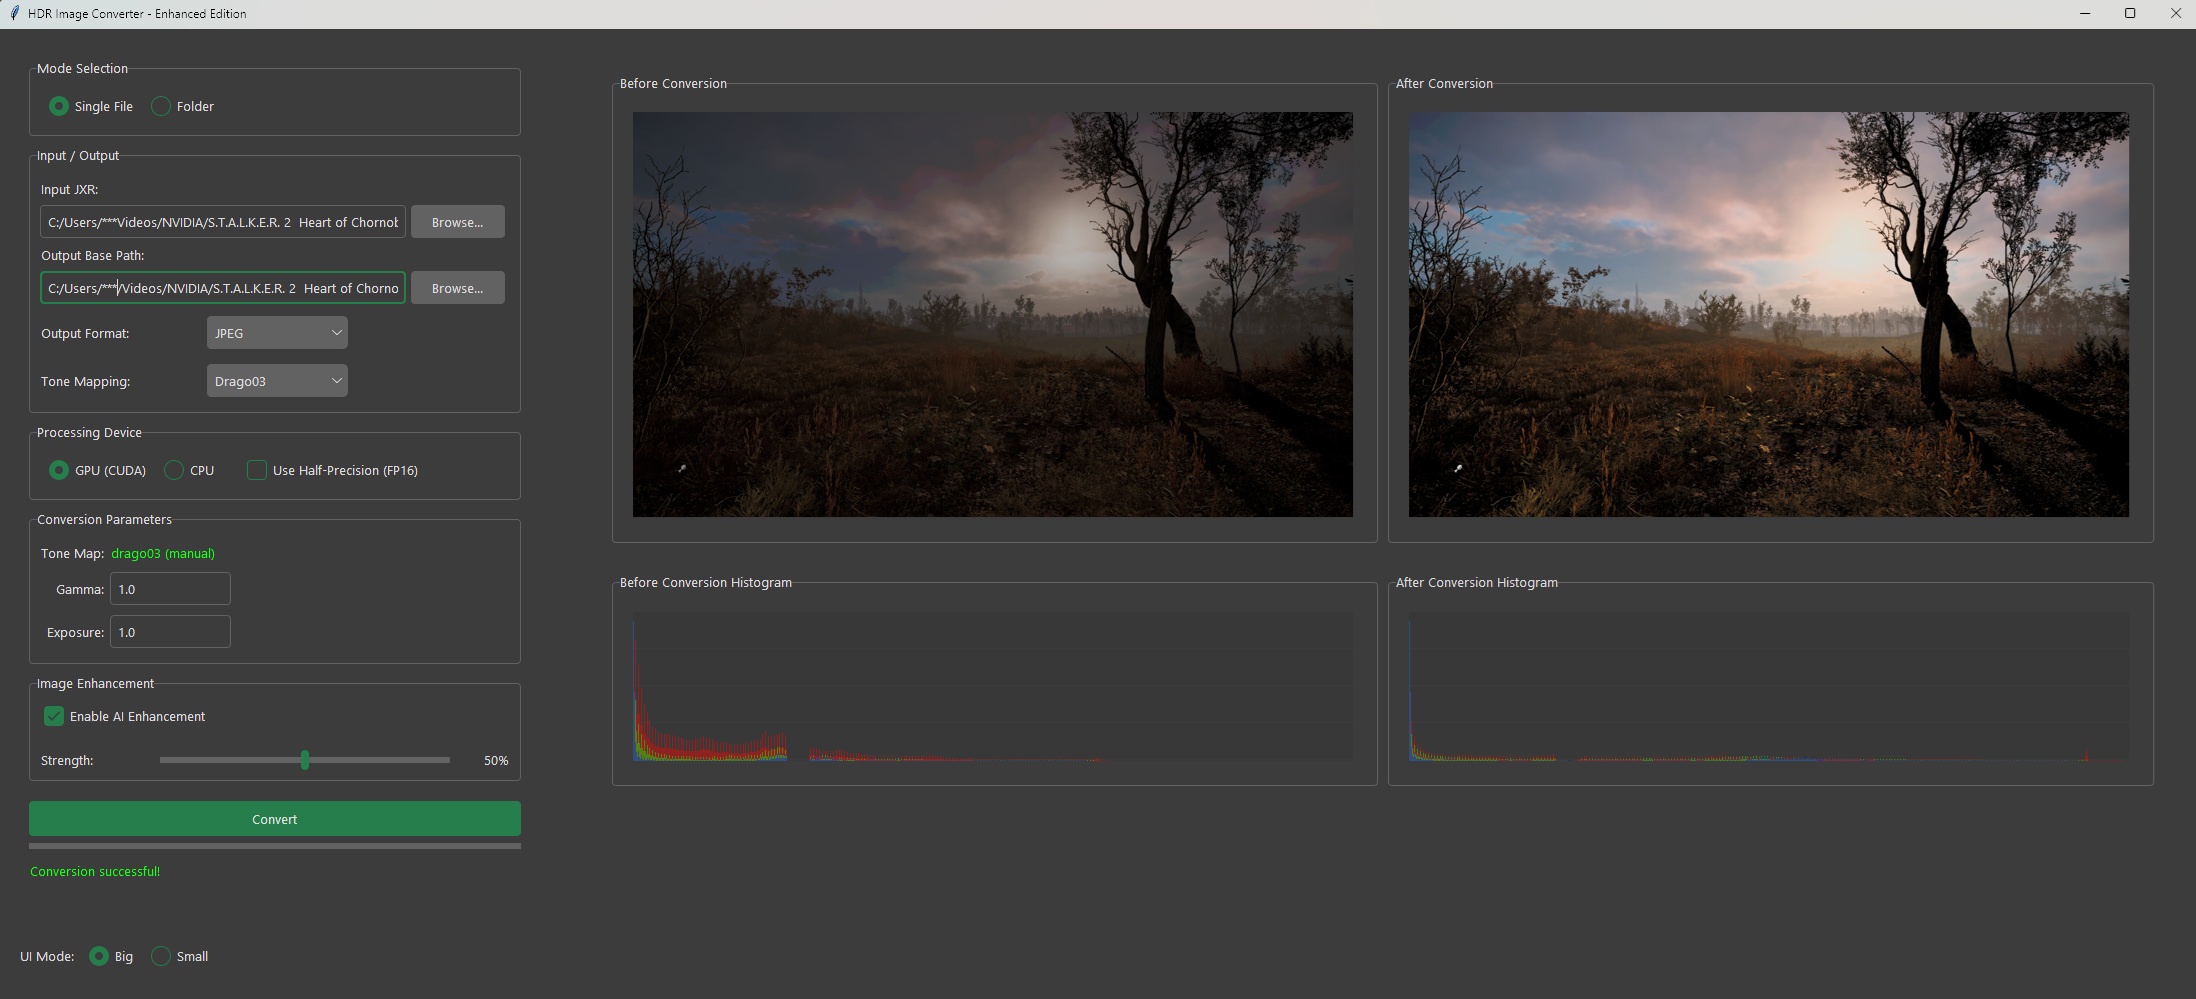 HDR Image Converter - Enhanced Edition
Mode Selection
Single File
Folder
Input / Output
Input JXR:
C:/Users/***Videos/NVIDIA/S.T.A.L.K.E.R. 2  Heart of Chornob
Browse...
Output Base Path:
C:/Users/***/Videos/NVIDIA/S.T.A.L.K.E.R. 2  Heart of Chorno
Browse...
Output Format:
JPEG
Tone Mapping:
Drago03
Processing Device
GPU (CUDA)
CPU
Use Half-Precision (FP16)
Conversion Parameters
Tone Map: drago03 (manual)
Gamma: 1.0
Exposure: 1.0
Image Enhancement
Enable AI Enhancement
Strength:
50%
Convert
Conversion successful!
UI Mode:
Big
Small
Before Conversion
After Conversion
Before Conversion Histogram
After Conversion Histogram